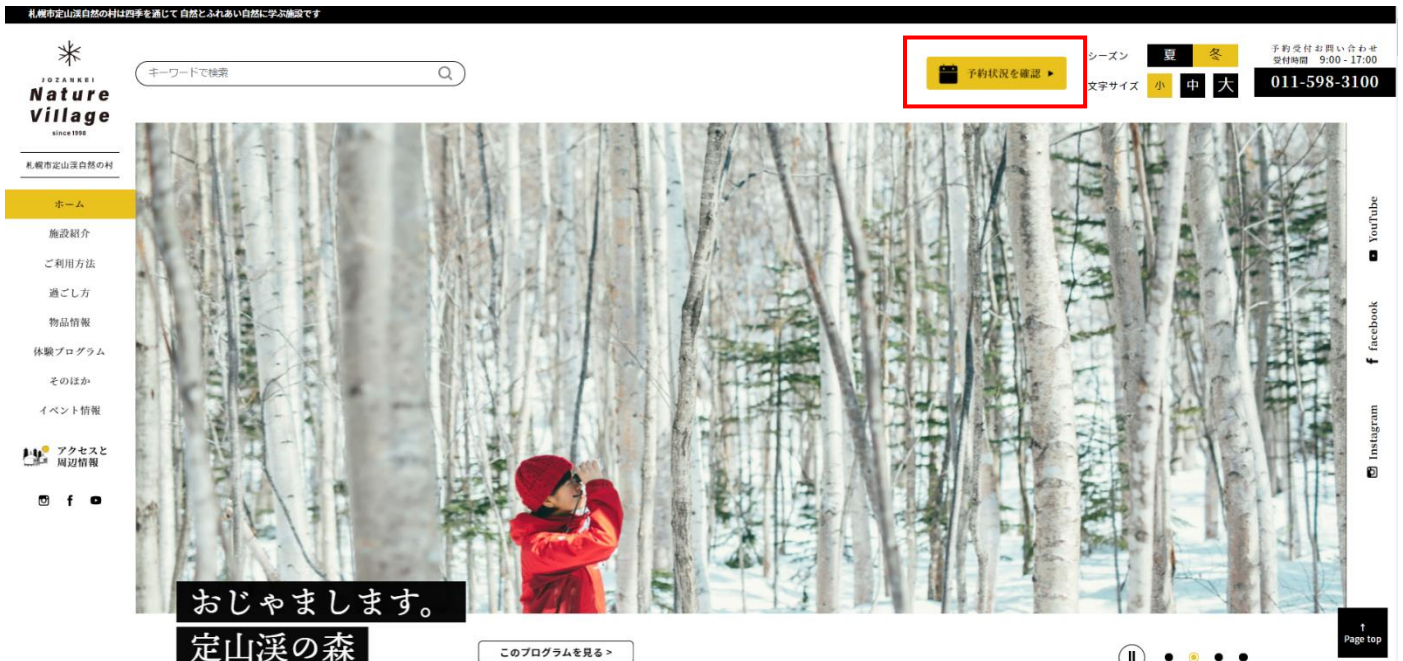 札幌市定山渓自然の村は四季を通じて 自然とふれあい自然に学ぶ施設です
JOZANKEI
Nature
Village
since1998
札幌市定山渓自然の村
キーワードで検索
予約状況を確認 ▶
シーズン 夏 冬
文字サイズ 小 中 大
予約受付お問い合わせ
受付時間 9:00 - 17:00
011-598-3100
ホーム
施設紹介
ご利用方法
過ごし方
物品情報
体験プログラム
そのほか
イベント情報
アクセスと
周辺情報
YouTube
facebook
Instagram
おじゃまします。
定山渓の森
このプログラムを見る >
↑
Page top